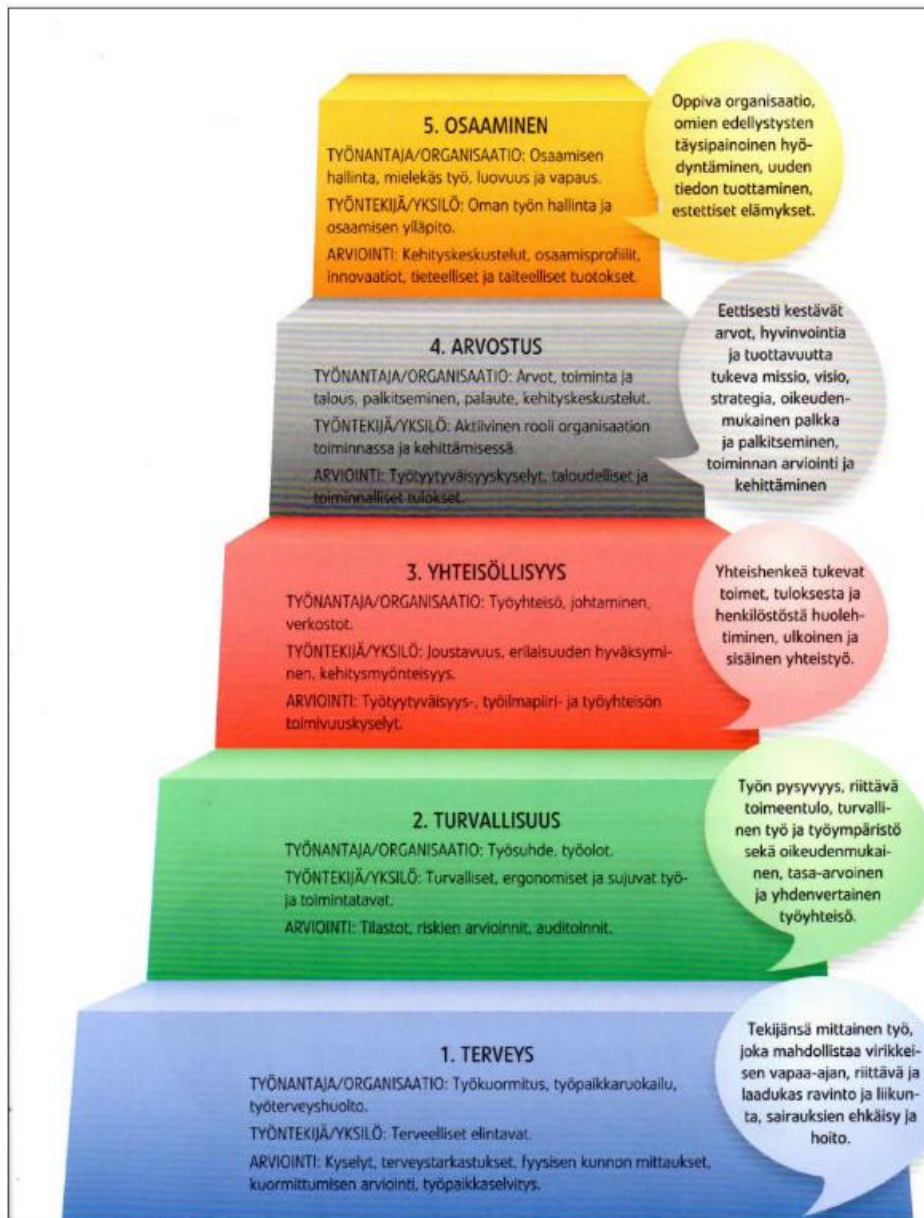 5. OSAAMINEN
TYÖNANTAJA/ORGANISAATIO: Osaamisen
hallinta, mielekäs työ, luovuus ja vapaus.
TYÖNTEKIJÄ/YKSILÖ: Oman työn hallinta ja
osaamisen ylläpito.
ARVIOINTI: Kehityskeskustelut, osaamisprofiilit,
innovaatiot, tieteelliset ja taiteelliset tuotokset.
Oppiva organisaatio,
omien edellystysten
täysipainoinen hyö-
dyntäminen, uuden
tiedon tuottaminen,
estettiset elämykset.
4. ARVOSTUS
TYÖNANTAJA/ORGANISAATIO: Arvot, toiminta ja
talous, palkitseminen, palaute, kehityskeskustelut.
TYÖNTEKIJÄ/YKSILÖ: Aktiivinen rooli organisaation
toiminnassa ja kehittämisessä.
ARVIOINTI: Työtyytyväisyyskyselyt, taloudelliset ja
toiminnalliset tulokset.
Eettisesti kestävät
arvot, hyvinvointia
ja tuottavuutta
tukeva missio, visio,
strategia, oikeuden-
mukainen palkka
ja palkitseminen,
toiminnan arviointi ja
kehittäminen
3. YHTEISÖLLISYYS
TYÖNANTAJA/ORGANISAATIO: Työyhteisö, johtaminen,
verkostot.
TYÖNTEKIJÄ/YKSILÖ: Joustavuus, erilaisuuden hyväksymi-
nen, kehitysmyönteisyys.
ARVIOINTI: Työtyytyväisyys-, työilmapiiri- ja työyhteisön
toimivuuskyselyt.
Yhteishenkeä tukevat
toimet, tuloksesta ja
henkilöstöstä huoleh-
timinen, ulkoinen ja
sisäinen yhteistyö.
2. TURVALLISUUS
TYÖNANTAJA/ORGANISAATIO: Työsuhde, työolot.
TYÖNTEKIJÄ/YKSILÖ: Turvalliset, ergonomiset ja sujuvat työ-
ja toimintatavat.
ARVIOINTI: Tilastot, riskien arvioinnit, auditoinnit.
Työn pysyvyys, riittävä
toimeentulo, turvalli-
nen työ ja työympäristö
sekä oikeudenmukai-
nen, tasa-arvoinen
ja yhdenvertainen
työyhteisö.
1. TERVEYS
TYÖNANTAJA/ORGANISAATIO: Työkuormitus, työpaikkaruokailu,
työterveyshuolto.
TYÖNTEKIJÄ/YKSILÖ: Terveelliset elintavat.
ARVIOINTI: Kyselyt, terveystarkastukset, fyysisen kunnon mittaukset,
kuormittumisen arviointi, työpaikkaselvitys.
Tekijänsä mittainen työ,
joka mahdollistaa virikkei-
sen vapaa-ajan, riittävä ja
laadukas ravinto ja liikun-
ta, sairauksien ehkäisy ja
hoito.